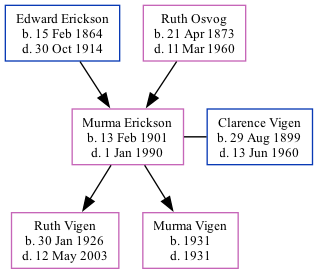 Edward Erickson
b. 15 Feb 1864
d. 30 Oct 1914
Ruth Osvog
b. 21 Apr 1873
d. 11 Mar 1960
Murma Erickson
b. 13 Feb 1901
d. 1 Jan 1990
Clarence Vigen
b. 29 Aug 1899
d. 13 Jun 1960
Ruth Vigen
b. 30 Jan 1926
d. 12 May 2003
Murma Vigen
b. 1931
d. 1931